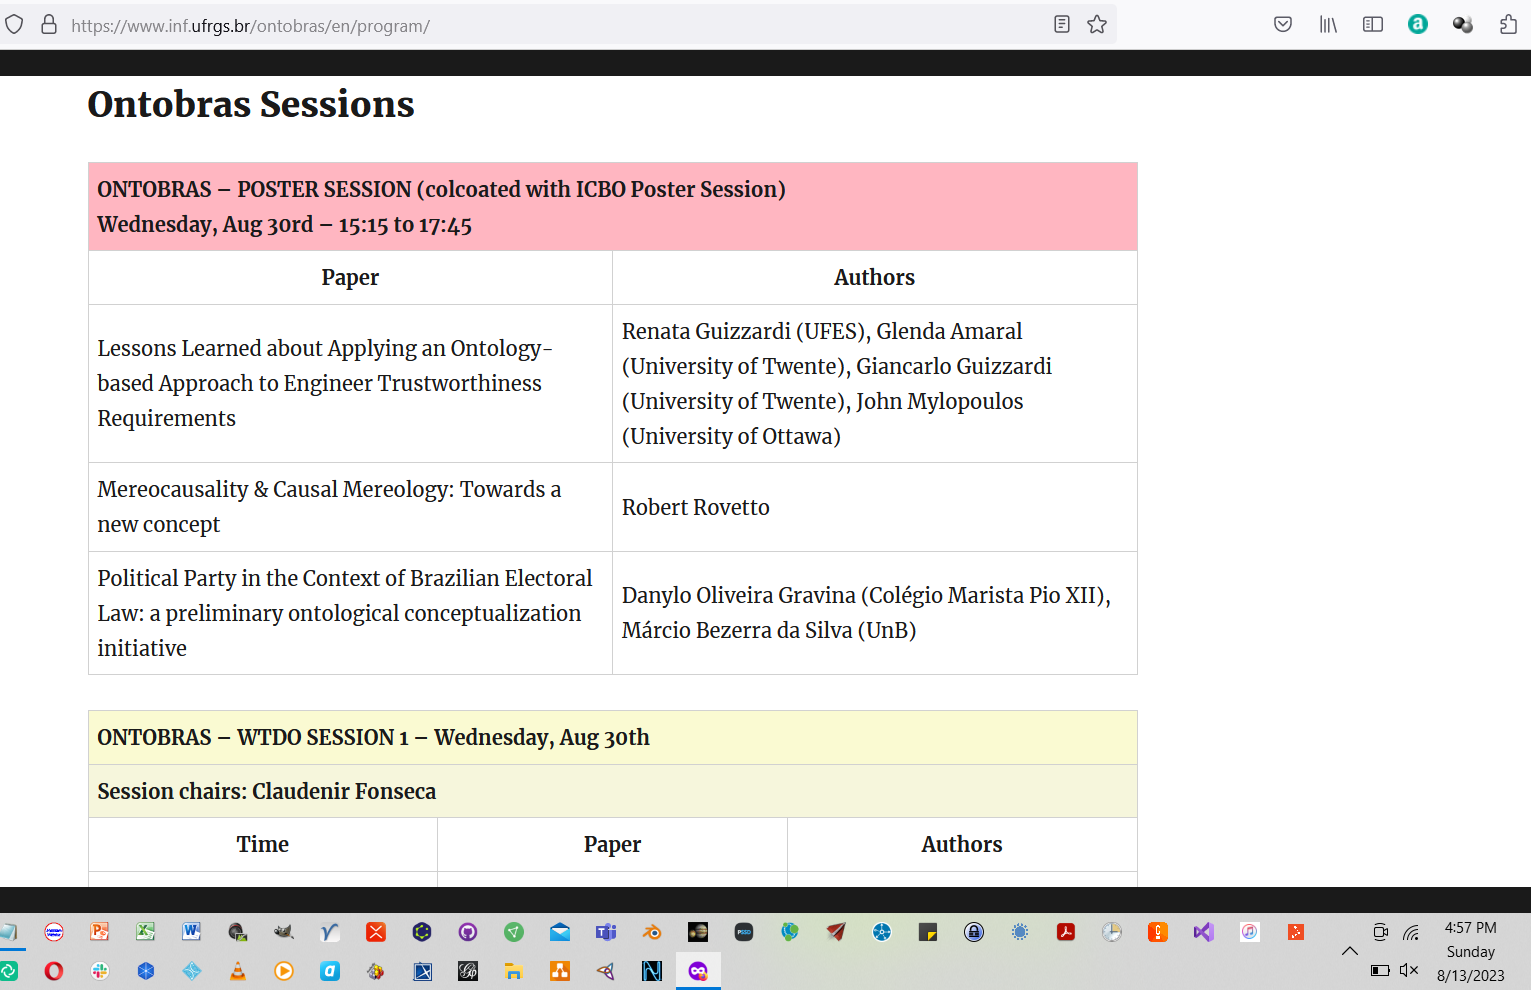 https://www.inf.ufrgs.br/ontobras/en/program/
Ontobras Sessions
ONTOBRAS – POSTER SESSION (colcoated with ICBO Poster Session)
Wednesday, Aug 30rd – 15:15 to 17:45
Paper
Authors
Lessons Learned about Applying an Ontology-
based Approach to Engineer Trustworthiness
Requirements
Renata Guizzardi (UFES), Glenda Amaral
(University of Twente), Giancarlo Guizzardi
(University of Twente), John Mylopoulos
(University of Ottawa)
Mereocausality & Causal Mereology: Towards a
new concept
Robert Rovetto
Political Party in the Context of Brazilian Electoral
Law: a preliminary ontological conceptualization
initiative
Danylo Oliveira Gravina (Colégio Marista Pio XII),
Márcio Bezerra da Silva (UnB)
ONTOBRAS – WTDO SESSION 1 – Wednesday, Aug 30th
Session chairs: Claudenir Fonseca
Time
Paper
Authors
4:57 PM
Sunday
8/13/2023